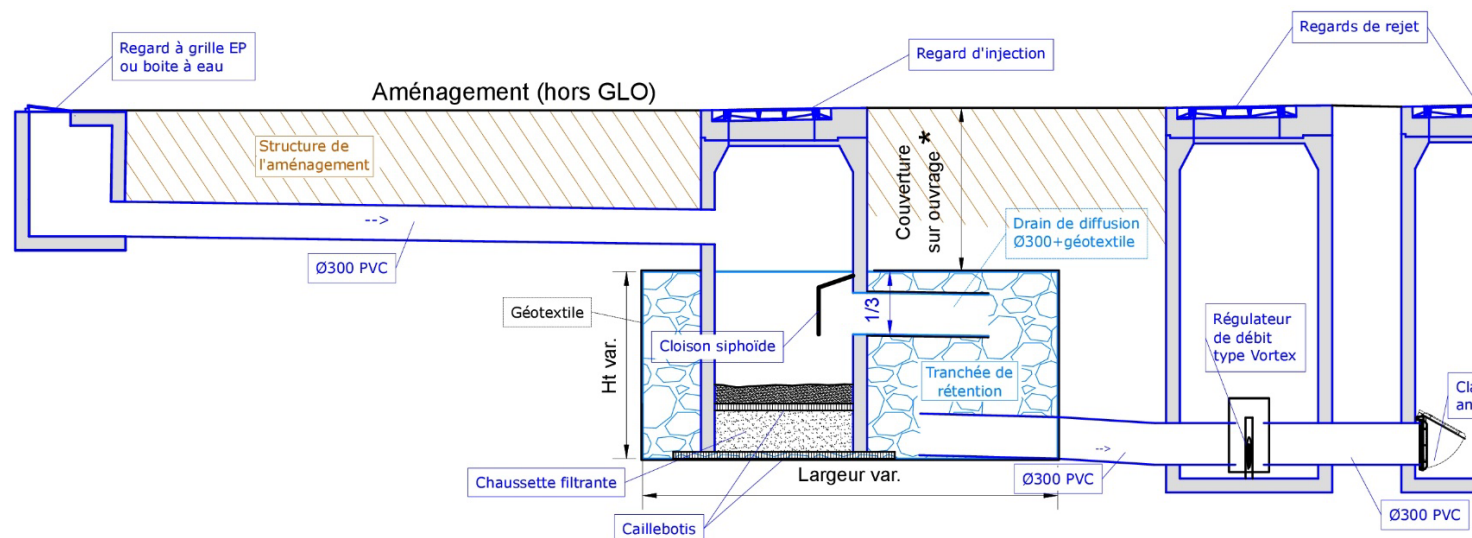 Regard à grille EP
ou boite à eau
Aménagement (hors GLO)
Regard d'injection
Regards de rejet
Structure de
l'aménagement
Couverture
sur ouvrage *
Drain de diffusion
Ø300+géotextile
-->
Ø300 PVC
Géotextile
1/3
Cloison siphoïde
Ht var.
Tranchée de
rétention
Régulateur
de débit
type Vortex
Cla
an
-->
Chaussette filtrante
Largeur var.
Ø300 PVC
Ø300 PVC
Caillebotis